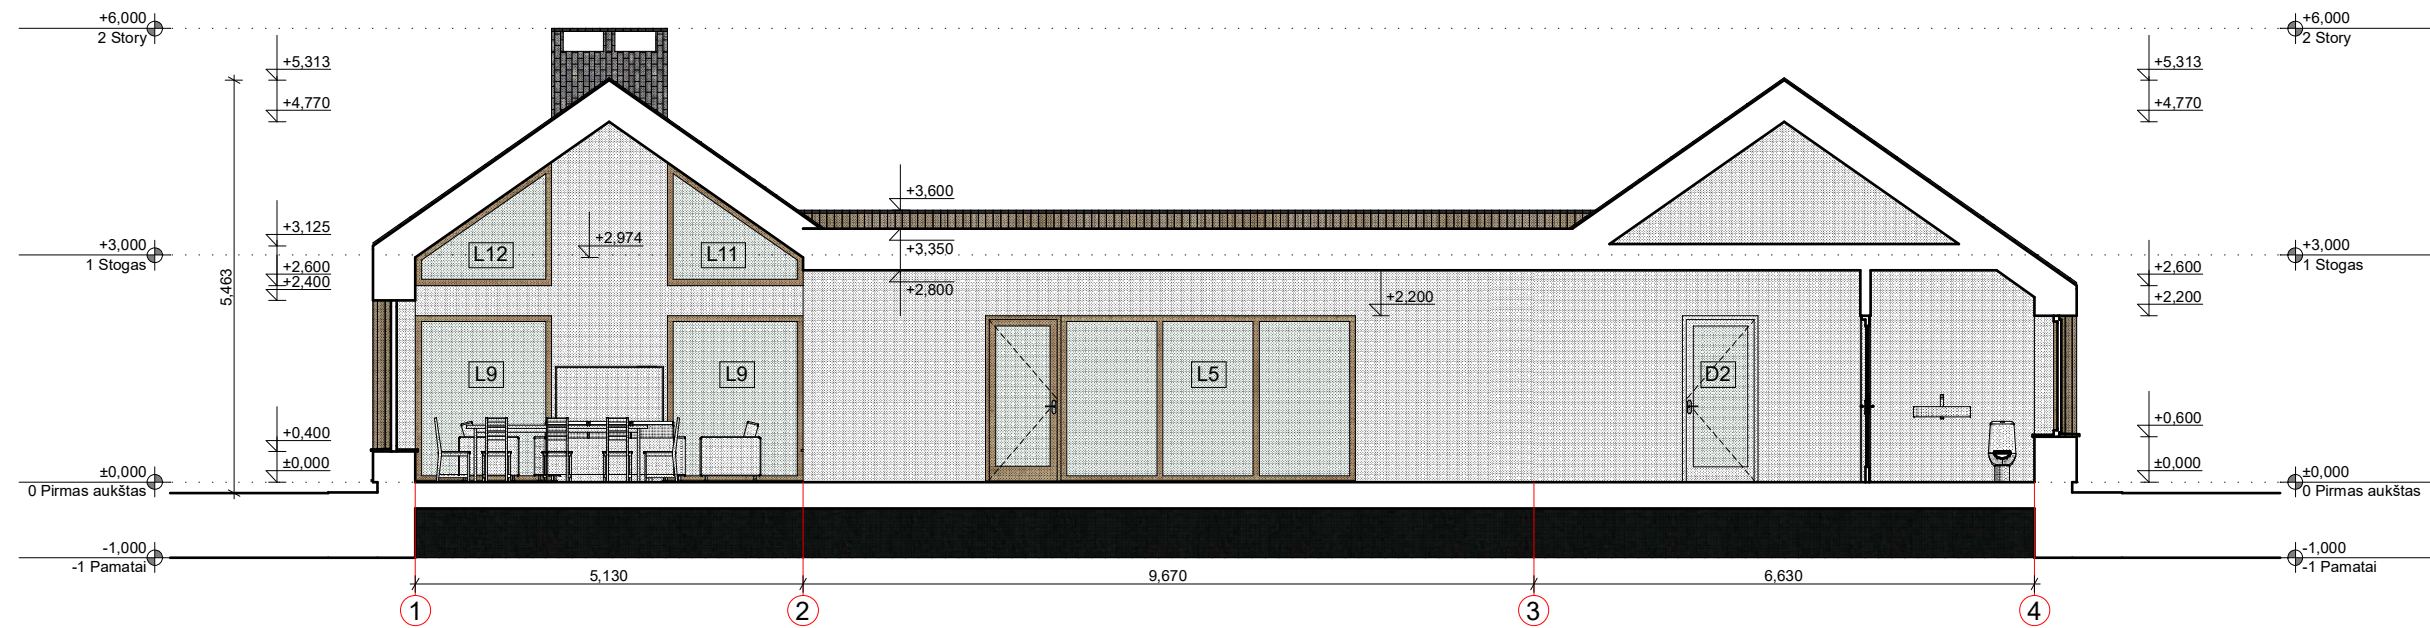 +6,000
2 Story
+6,000
2 Story
+5,313
+5,313
+4,770
+4,770
+3,600
+3,125
+2,974
+3,000
1 Stogas
L12
L11
+3,350
+3,000
1 Stogas
+2,600
+2,400
+2,800
+2,200
+2,600
+2,200
5,463
L9
L9
L5
D2
+0,400
±0,000
+0,600
±0,000
±0,000
0 Pirmas aukštas
±0,000
0 Pirmas aukštas
-1,000
-1 Pamatai
-1,000
-1 Pamatai
5,130
9,670
6,630
1
2
3
4